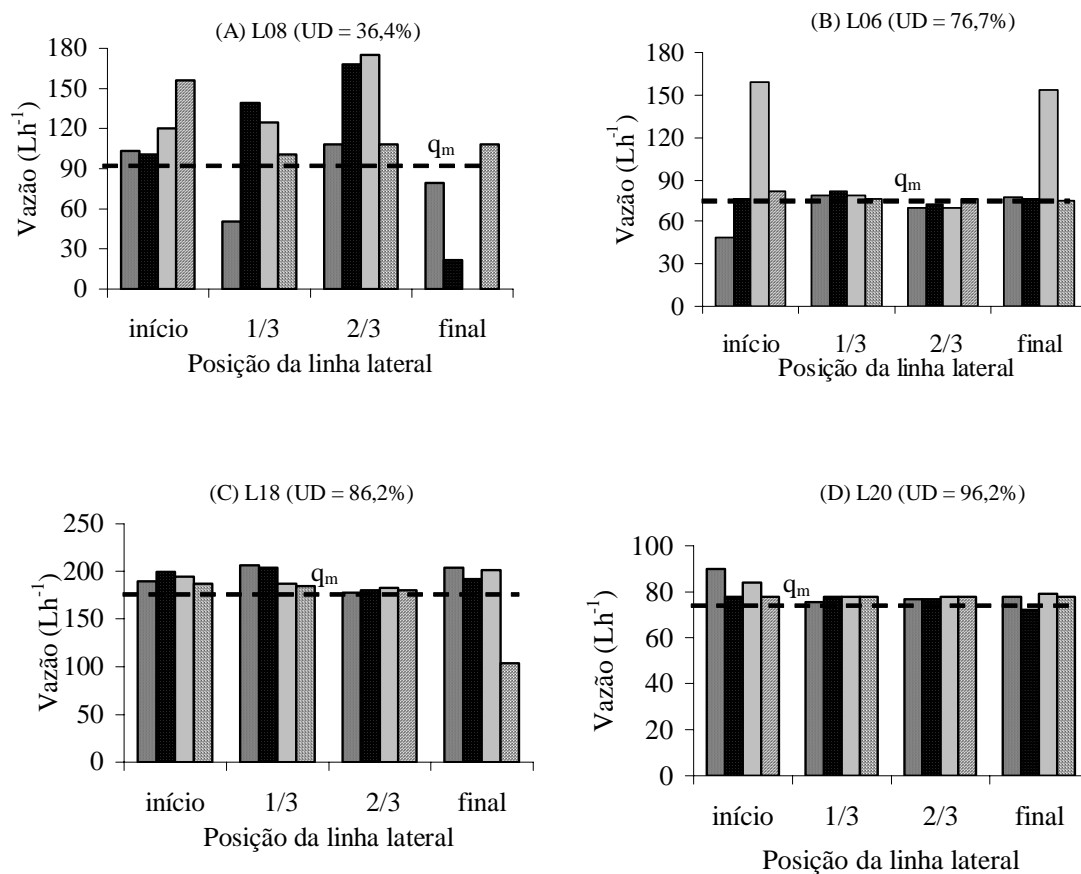 (A) L08 (UD = 36,4%)
Vazão (Lh-1)
180
150
120
90
60
30
0
qm
início 1/3 2/3 final
Posição da linha lateral
(B) L06 (UD = 76,7%)
Vazão (Lh-1)
180
150
120
90
60
30
0
qm
início 1/3 2/3 final
Posição da linha lateral
(C) L18 (UD = 86,2%)
Vazão (Lh-1)
250
200
150
100
50
0
qm
início 1/3 2/3 final
Posição da linha lateral
(D) L20 (UD = 96,2%)
Vazão (Lh-1)
100
80
60
40
20
0
qm
início 1/3 2/3 final
Posição da linha lateral